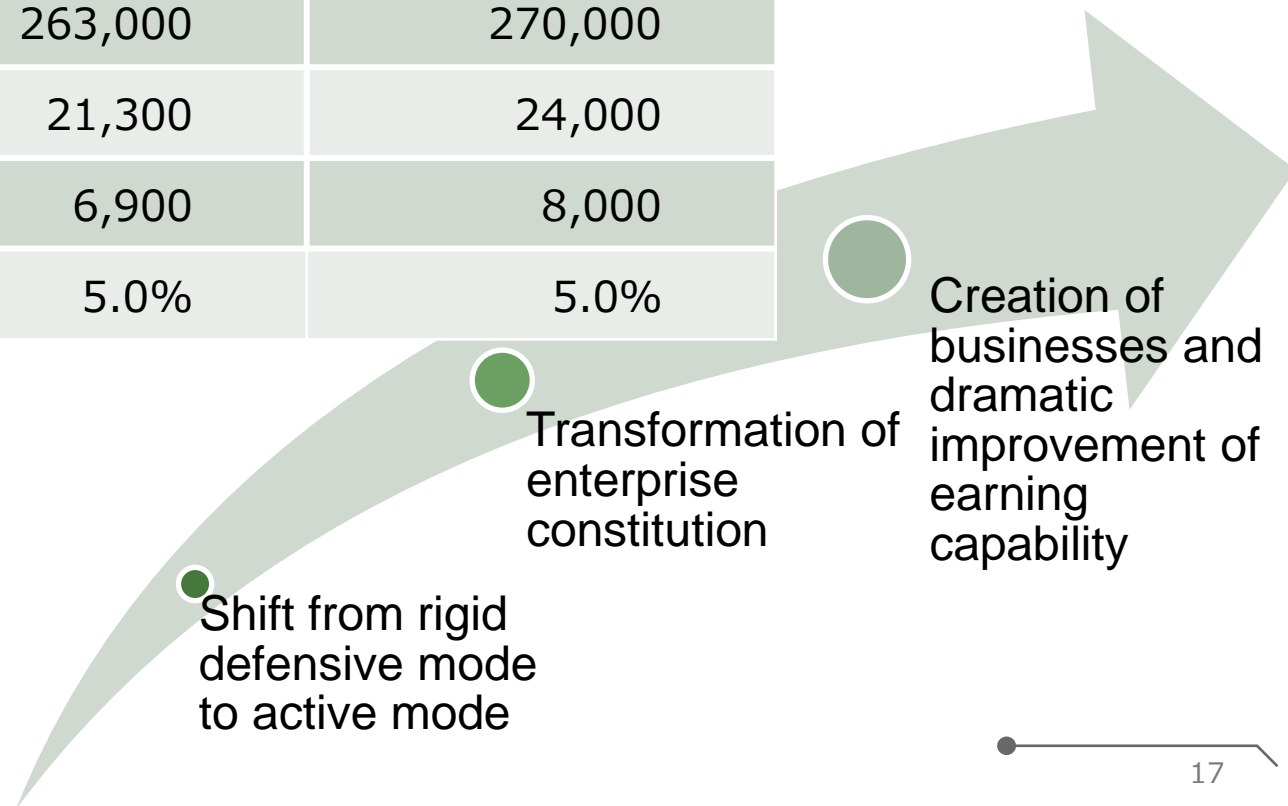 263,000 270,000
21,300 24,000
6,900 8,000
5.0% 5.0%
Creation of
businesses and
dramatic
improvement of
earning
capability
Transformation of
enterprise
constitution
Shift from rigid
defensive mode
to active mode
17